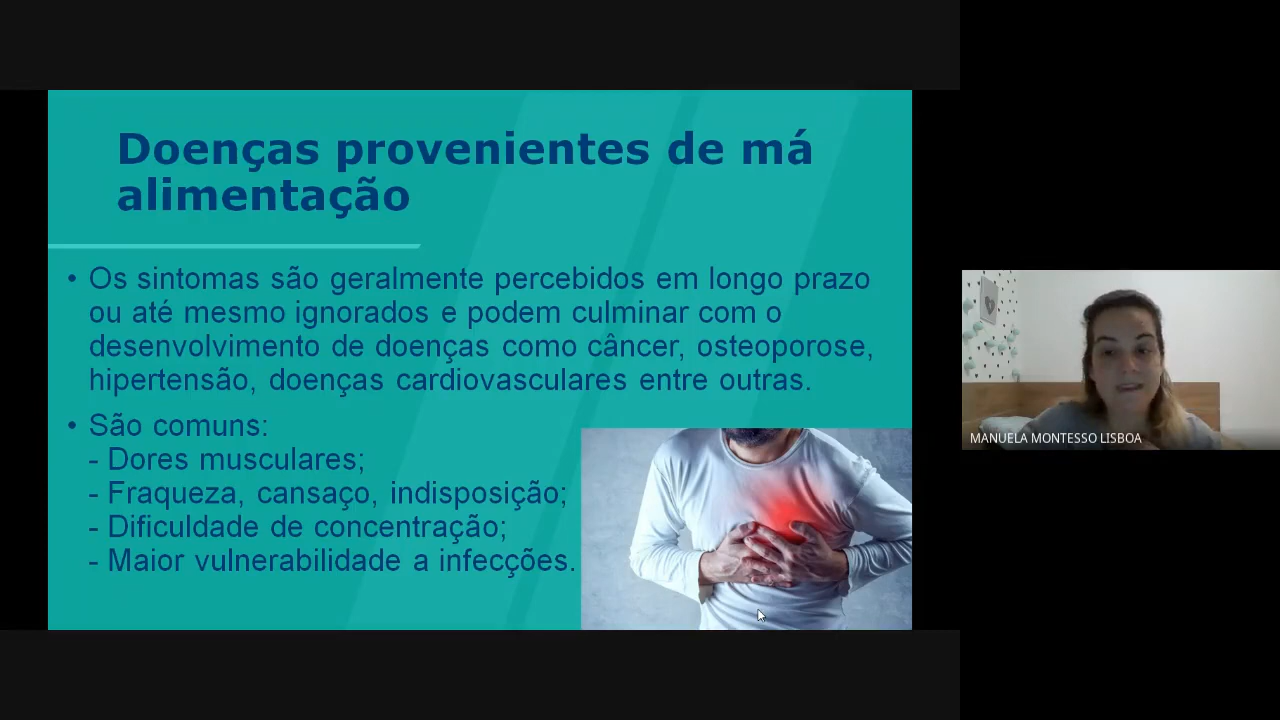 Doenças provenientes de má
alimentação
• Os sintomas são geralmente percebidos em longo prazo
ou até mesmo ignorados e podem culminar com o
desenvolvimento de doenças como câncer, osteoporose,
hipertensão, doenças cardiovasculares entre outras.
• São comuns:
- Dores musculares;
- Fraqueza, cansaço, indisposição;
- Dificuldade de concentração;
- Maior vulnerabilidade a infecções.
MANUELA MONTESSO LISBOA